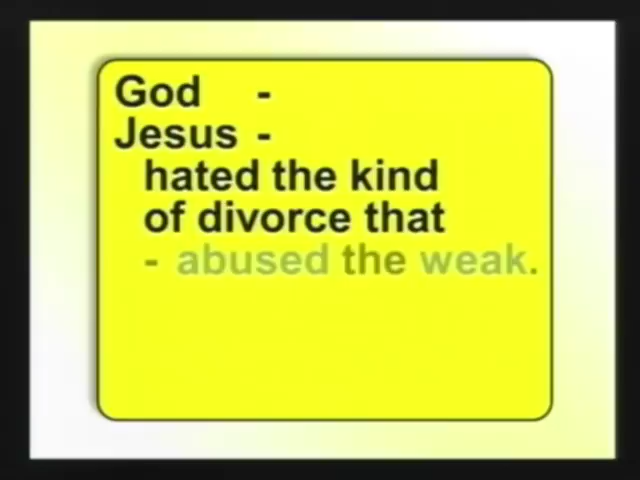 God -
Jesus -
hated the kind
of divorce that
- abused the weak.